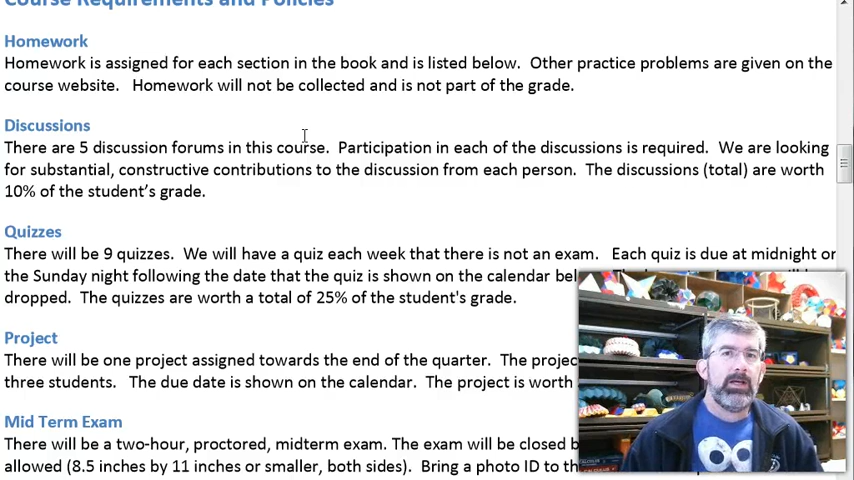 Course Requirements and Policies
Homework
Homework is assigned for each section in the book and is listed below. Other practice problems are given on the
course website. Homework will not be collected and is not part of the grade.
Discussions
There are 5 discussion forums in this course. Participation in each of the discussions is required. We are looking
for substantial, constructive contributions to the discussion from each person. The discussions (total) are worth
10% of the student's grade.
Quizzes
There will be 9 quizzes. We will have a quiz each week that there is not an exam. Each quiz is due at midnight on
the Sunday night following the date that the quiz is shown on the calendar
dropped. The quizzes are worth a total of 25% of the student's grade.
Project
There will be one project assigned towards the end of the quarter. The
three students. The due date is shown on the calendar. The project is worth
Mid Term Exam
There will be a two-hour, proctored, midterm exam. The exam will be closed
allowed (8.5 inches by 11 inches or smaller, both sides). Bring a photo ID to